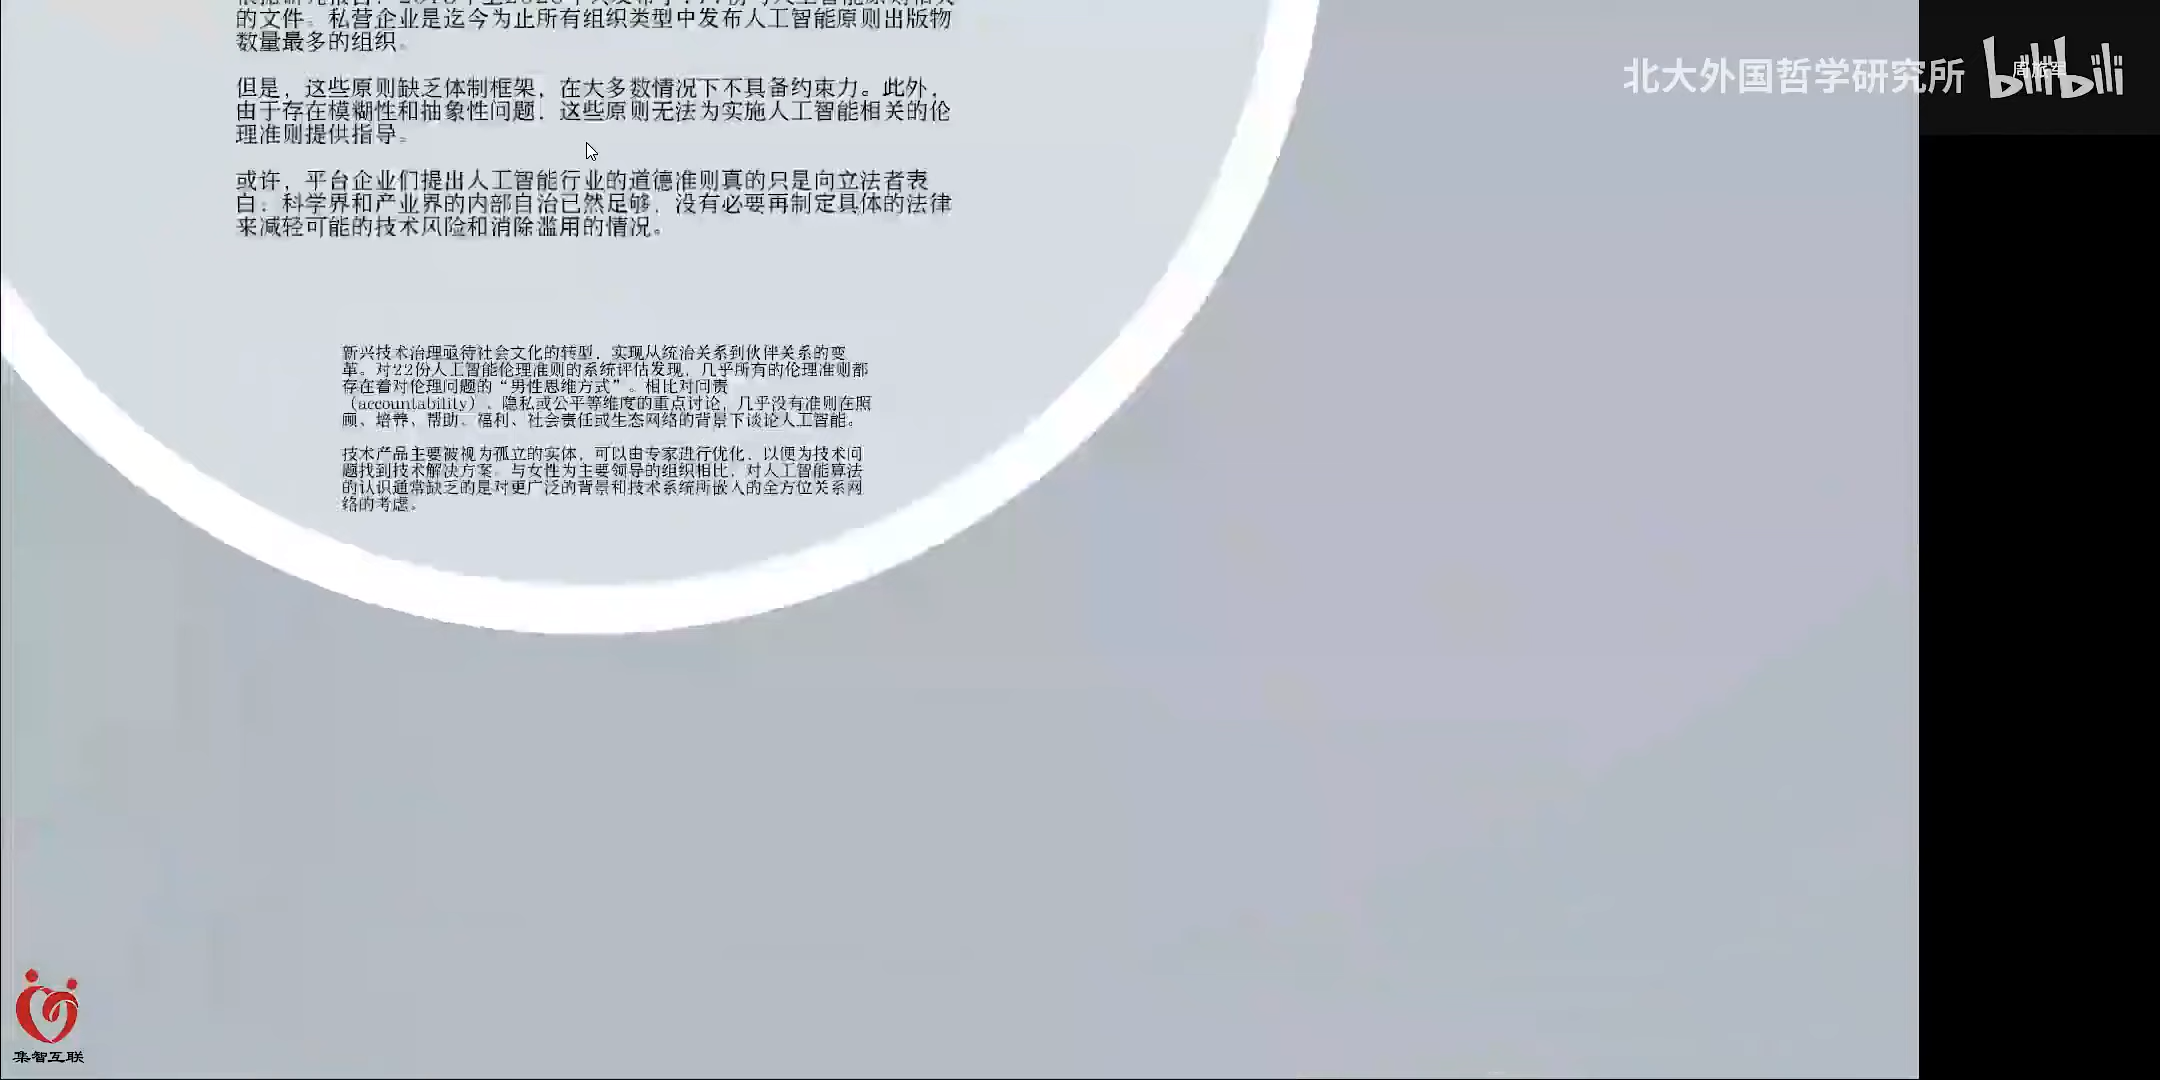 的文件。私营企业是迄今为止所有组织类型中发布人工智能原则出版物
数量最多的组织。
但是，这些原则缺乏体制框架，在大多数情况下不具备约束力。此外，
由于存在模糊性和抽象性问题，这些原则无法为实施人工智能相关的伦
理准则提供指导。
或许，平台企业们提出人工智能行业的道德准则真的只是向立法者表
白：科学界和产业界的内部自治已然足够，没有必要再制定具体的法律
来减轻可能的技术风险和消除滥用的情况。
新兴技术治理亟待社会文化的转型，实现从统治关系到伙伴关系的变
革。对22份人工智能伦理准则的系统评估发现，几乎所有的伦理准则都
存在着对伦理问题的“男性思维方式”。相比对问责
（accountability）、隐私或公平等维度的重点讨论，几乎没有准则在照
顾、培养、帮助、福利、社会责任或生态网络的背景下谈论人工智能。
技术产品主要被视为孤立的实体，可以由专家进行优化，以便为技术问
题找到技术解决方案。与女性为主要领导的组织相比，对人工智能算法
的认识通常缺乏的是对更广泛的背景和技术系统所嵌入的全方位关系网
络的考虑。
北大外国哲学研究所
bilibili
集智互联